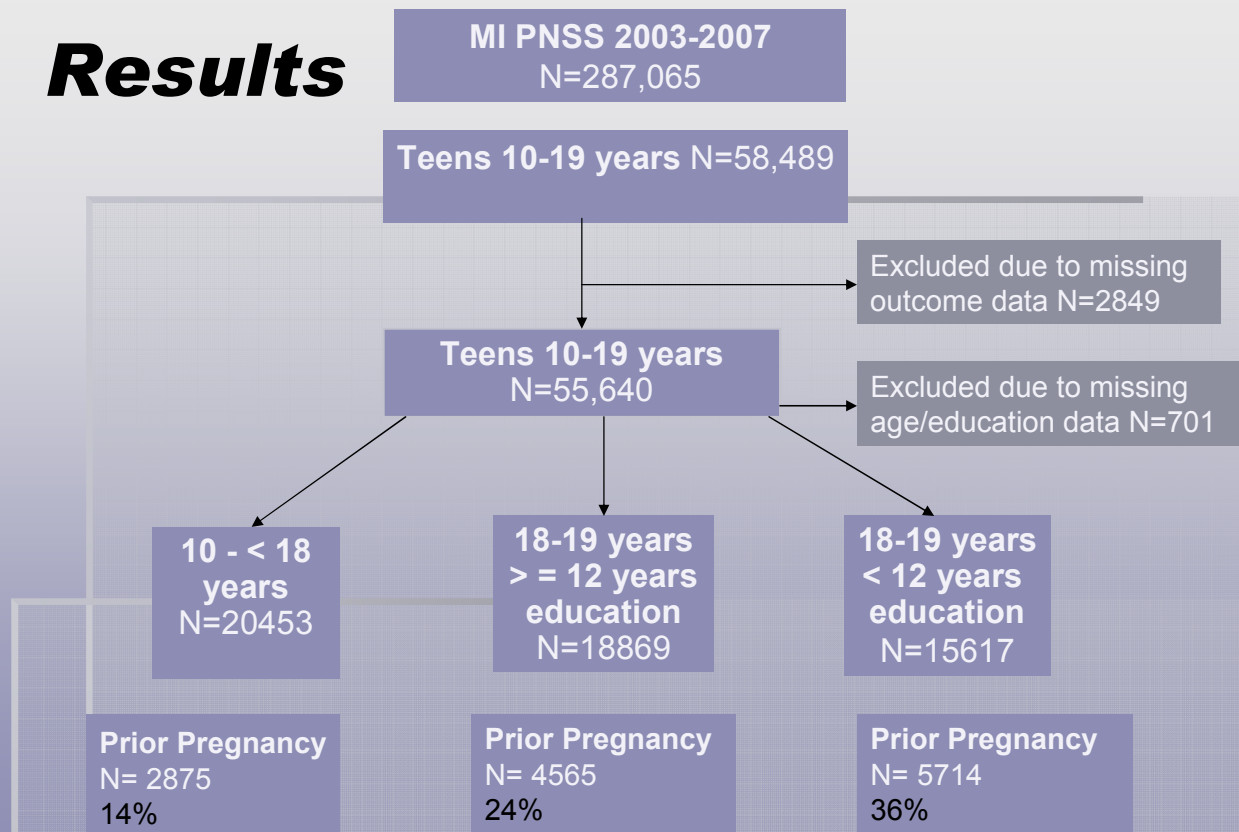 Results
MI PNSS 2003-2007
N=287,065
Teens 10-19 years N=58,489
Excluded due to missing
outcome data N=2849
Teens 10-19 years
N=55,640
Excluded due to missing
age/education data N=701
10 - < 18
years
N=20453
18-19 years
> = 12 years
education
N=18869
18-19 years
< 12 years
education
N=15617
Prior Pregnancy
N= 2875
14%
Prior Pregnancy
N= 4565
24%
Prior Pregnancy
N= 5714
36%